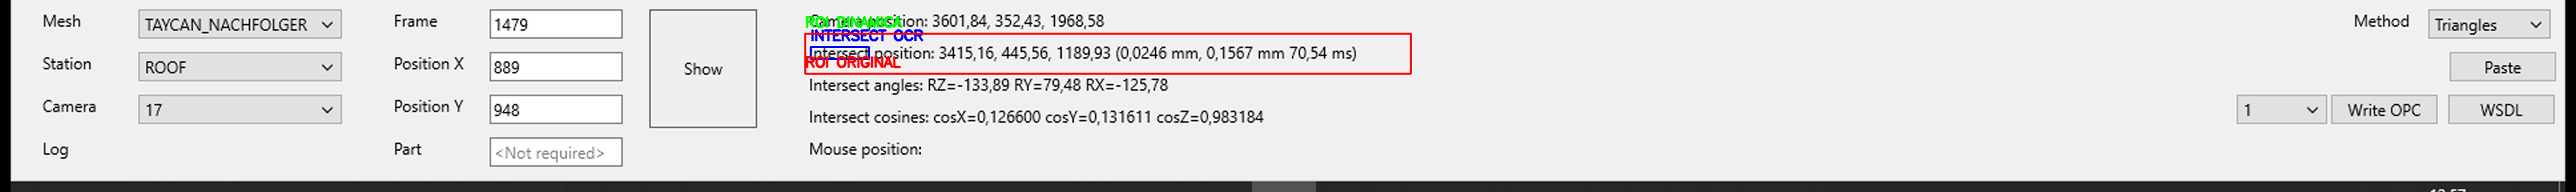 Mesh TAYCAN_NACHFOLGER Frame 1479 Show ROI DINAMICA Camera position: 3601,84, 352,43, 1968,58 Method Triangles
INTERSECT OCR
Station ROOF Position X 889 Intersect position: 3415,16, 445,56, 1189,93 (0,0246 mm, 0,1567 mm 70,54 ms) Paste
ROI ORIGINAL
Intersect angles: RZ=-133,89 RY=79,48 RX=-125,78
Camera 17 Position Y 948 Intersect cosines: cosX=0,126600 cosY=0,131611 cosZ=0,983184 1 Write OPC WSDL
Log Part <Not required> Mouse position: